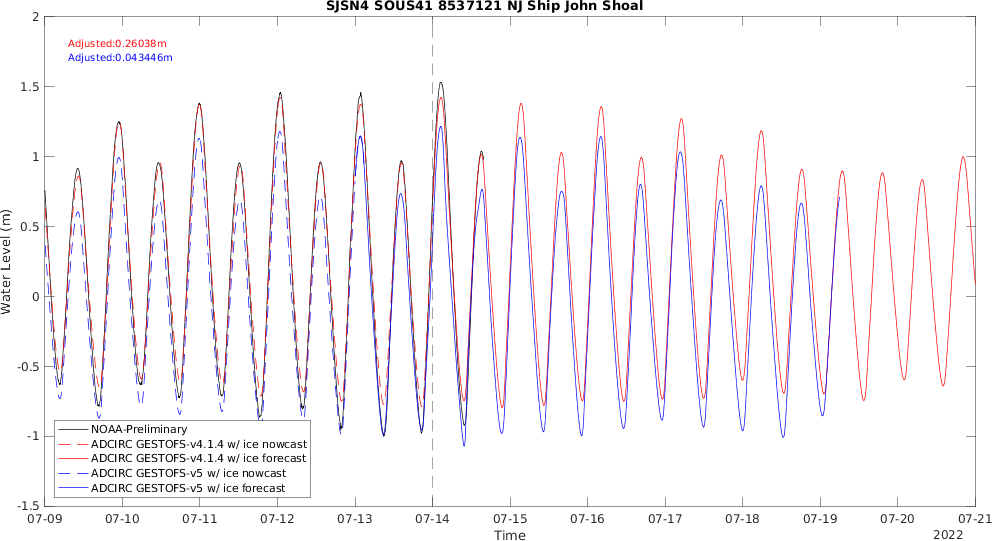 SJSN4 SOUS41 8537121 NJ Ship John Shoal
2
Adjusted:0.26038m
Adjusted:0.043446m
1.5
1
0.5
0
-0.5
-1
-1.5
Water Level (m)
NOAA-Preliminary
ADCIRC GESTOFS-v4.1.4 w/ ice nowcast
ADCIRC GESTOFS-v4.1.4 w/ ice forecast
ADCIRC GESTOFS-v5 w/ ice nowcast
ADCIRC GESTOFS-v5 w/ ice forecast
07-09 07-10 07-11 07-12 07-13 07-14 07-15 07-16 07-17 07-18 07-19 07-20 07-21
Time
2022